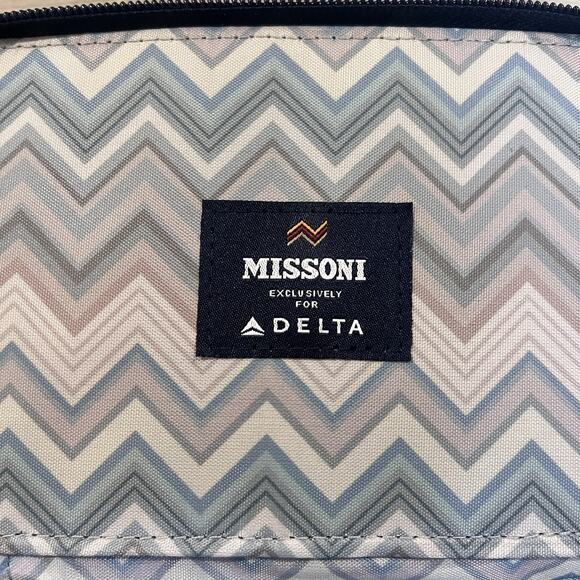 MISSONI
EXCLUSIVELY
FOR
DELTA